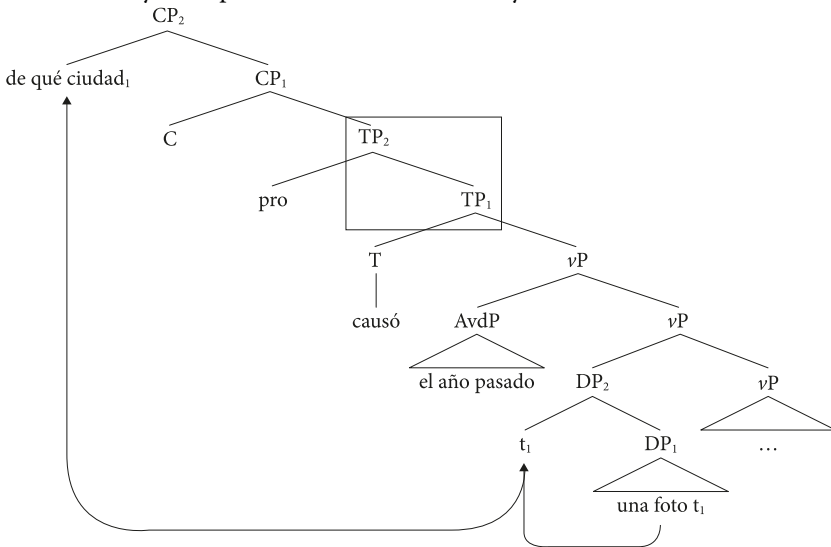 CP₂
de qué ciudad₁
CP₁
C
TP₂
pro
TP₁
T
vP
causó
AvdP
vP
el año pasado
DP₂
vP
t₁
DP₁
…
una foto t₁